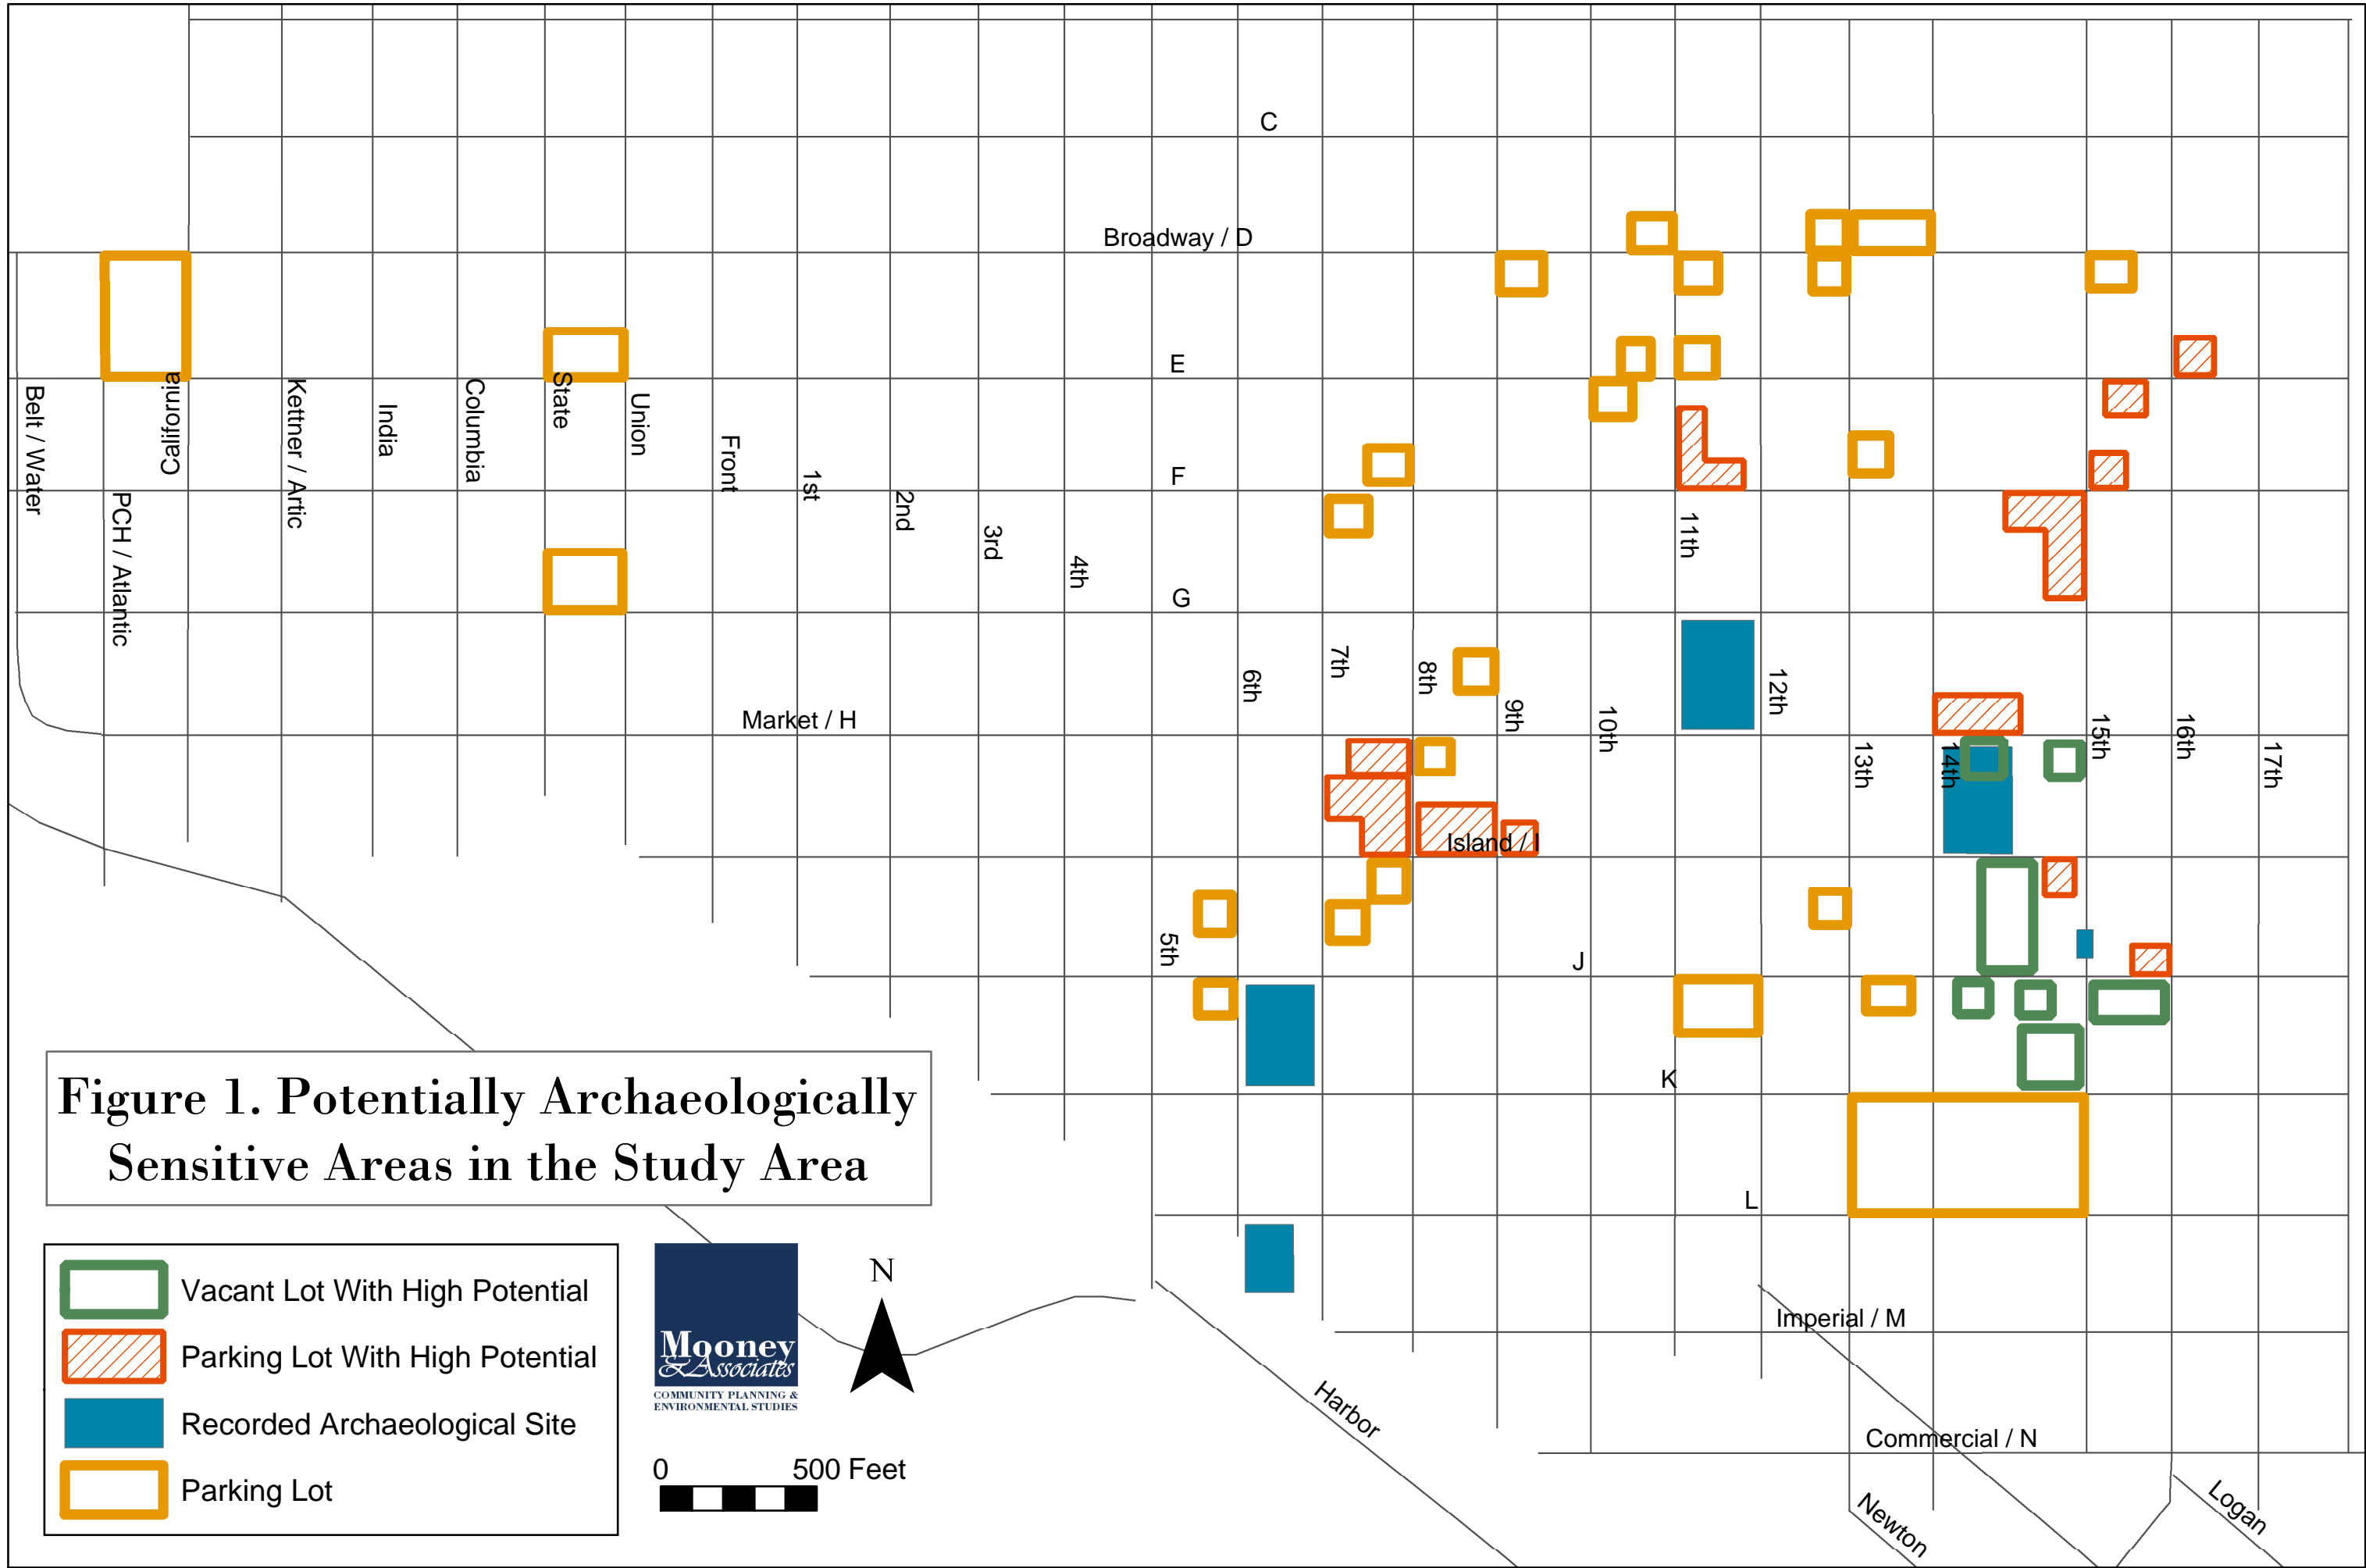 C
Broadway / D
E
Belt / Water
California
Kettner / Artic
India
Columbia
State
Union
Front
F
1st
PCH / Atlantic
2nd
3rd
4th
11th
G
6th
7th
8th
9th
10th
12th
Market / H
13th
14th
15th
16th
17th
Island / I
5th
J
K
L
Figure 1. Potentially Archaeologically
Sensitive Areas in the Study Area
Vacant Lot With High Potential
Parking Lot With High Potential
Recorded Archaeological Site
Parking Lot
Mooney
& Associates
COMMUNITY PLANNING &
ENVIRONMENTAL STUDIES
N
0 500 Feet
Imperial / M
Harbor
Commercial / N
Newton
Logan